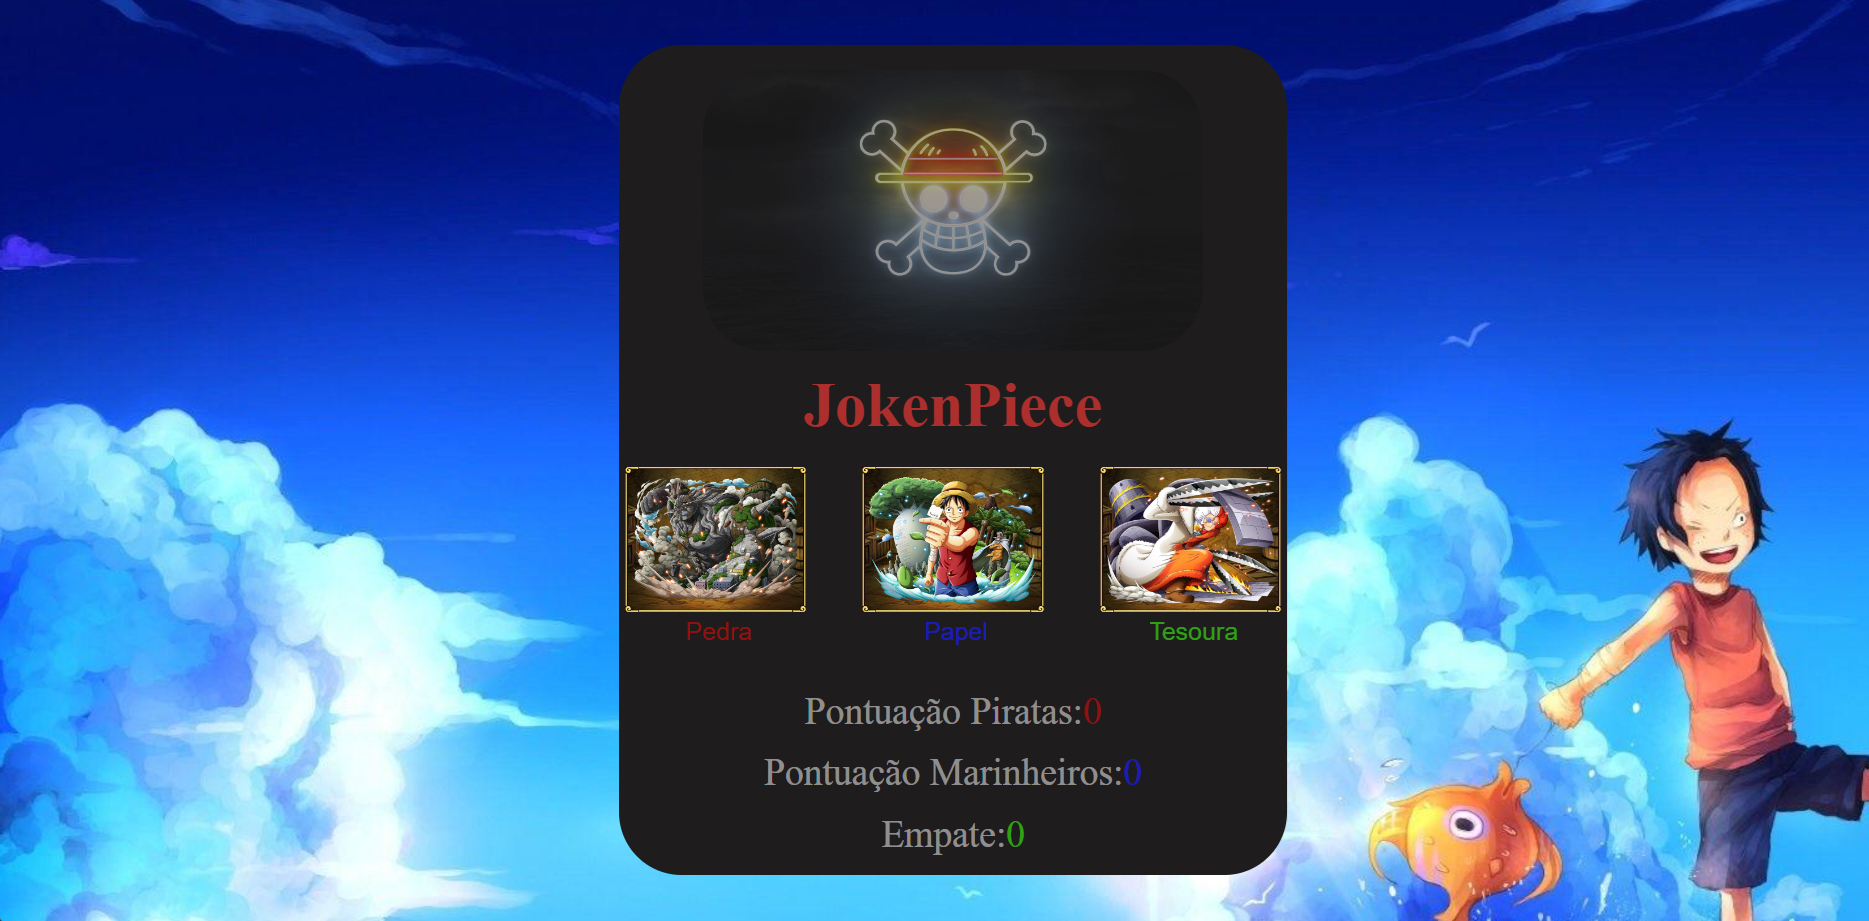 JokenPiece
Pedra Papel Tesoura
Pontuação Piratas:0
Pontuação Marinheiros:0
Empate:0